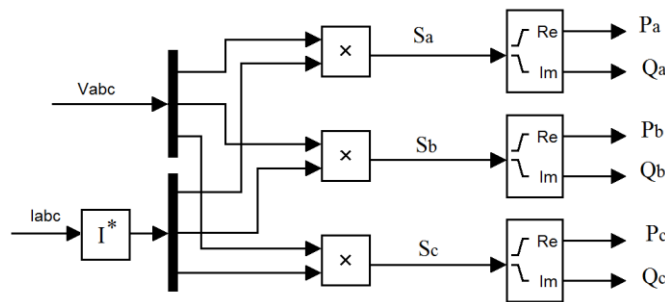 Pa
Sa
Re
×
Im
Qa
Vabc
Pb
Sb
Re
×
Im
Qb
Iabc
I*
Pc
Sc
Re
×
Im
Qc